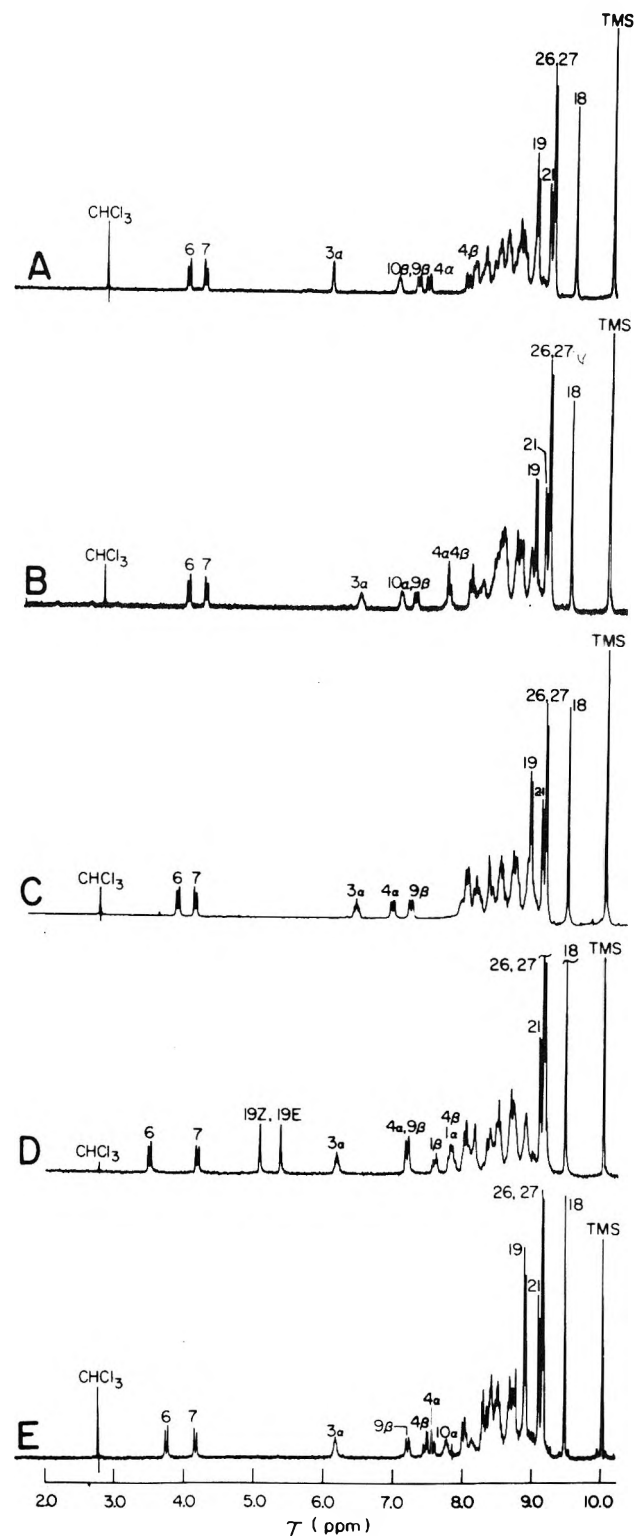 TMS
26,27
18
19
21
CHCl3
6
7
3α
10β,9β
4α
4β
A
TMS
26,27
18
21
19
CHCl3
6
7
3α
10α,9β
4α4β
B
TMS
26,27
18
19
21
CHCl3
6
7
3α
4α
9β
C
TMS
26, 27
18
21
19Z, 19E
6
7
CHCl3
3α
4α,9β
1β
4β
1α
D
26, 27
18
TMS
19
21
CHCl3
6
7
3α
9β
4β
4α
10α
E
2.0 3.0 4.0 5.0 6.0 7.0 8.0 9.0 10.0
τ (ppm)